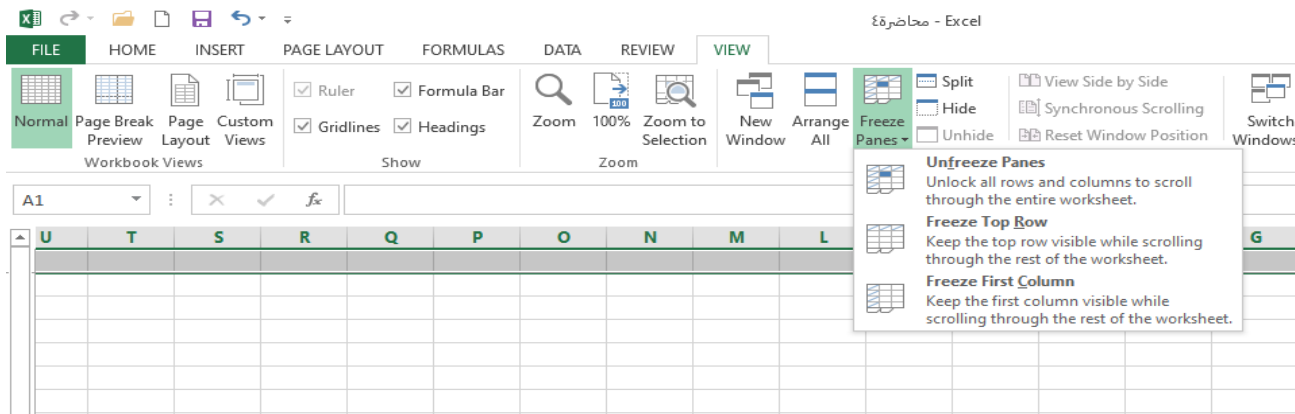 محاضرة٤ - Excel
FILE HOME INSERT PAGE LAYOUT FORMULAS DATA REVIEW VIEW
Normal
Page Break Preview
Page Layout
Custom Views
Workbook Views
Ruler
Formula Bar
Gridlines
Headings
Show
Zoom
100
100%
Zoom to Selection
Zoom
New Window
Arrange All
Freeze Panes
Split
Hide
Unhide
View Side by Side
Synchronous Scrolling
Reset Window Position
Switch Windows
Unfreeze Panes
Unlock all rows and columns to scroll
through the entire worksheet.
Freeze Top Row
Keep the top row visible while scrolling
through the rest of the worksheet.
Freeze First Column
Keep the first column visible while
scrolling through the rest of the worksheet.
A1
fx
U T S R Q P O N M L G